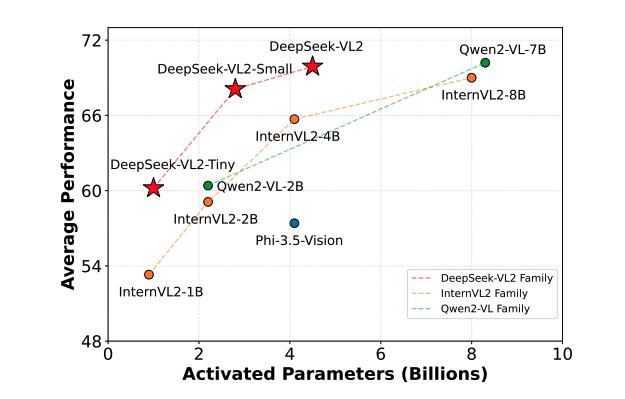 72
66
60
54
48
Average Performance
DeepSeek-VL2
Qwen2-VL-7B
DeepSeek-VL2-Small
InternVL2-8B
InternVL2-4B
DeepSeek-VL2-Tiny
Qwen2-VL-2B
InternVL2-2B
Phi-3.5-Vision
InternVL2-1B
DeepSeek-VL2 Family
InternVL2 Family
Qwen2-VL Family
0 2 4 6 8 10
Activated Parameters (Billions)